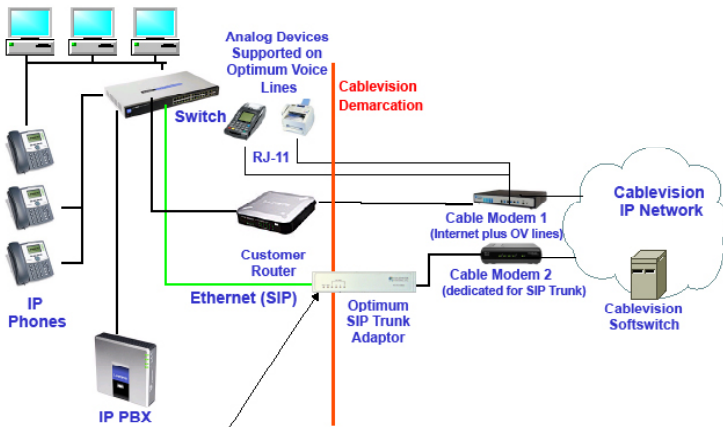 Analog Devices
Supported on
Optimum Voice
Lines
Cablevision
Demarcation
Switch
RJ-11
Cablevision
IP Network
Cable Modem 1
(Internet plus OV lines)
Customer
Router
Cable Modem 2
(dedicated for SIP Trunk)
Ethernet (SIP)
IP
Phones
Optimum
SIP Trunk
Adaptor
Cablevision
Softswitch
IP PBX